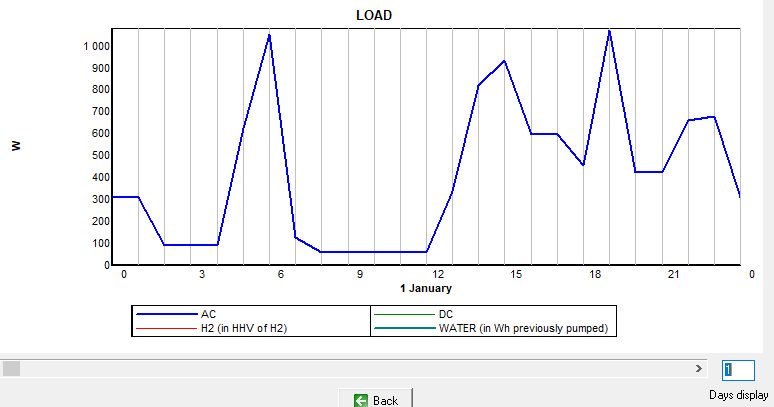 LOAD
W
1 000
900
800
700
600
500
400
300
200
100
0
0 3 6 9 12 15 18 21 0
1 January
AC DC
H2 (in HHV of H2) WATER (in Wh previously pumped)
1
Back Days display